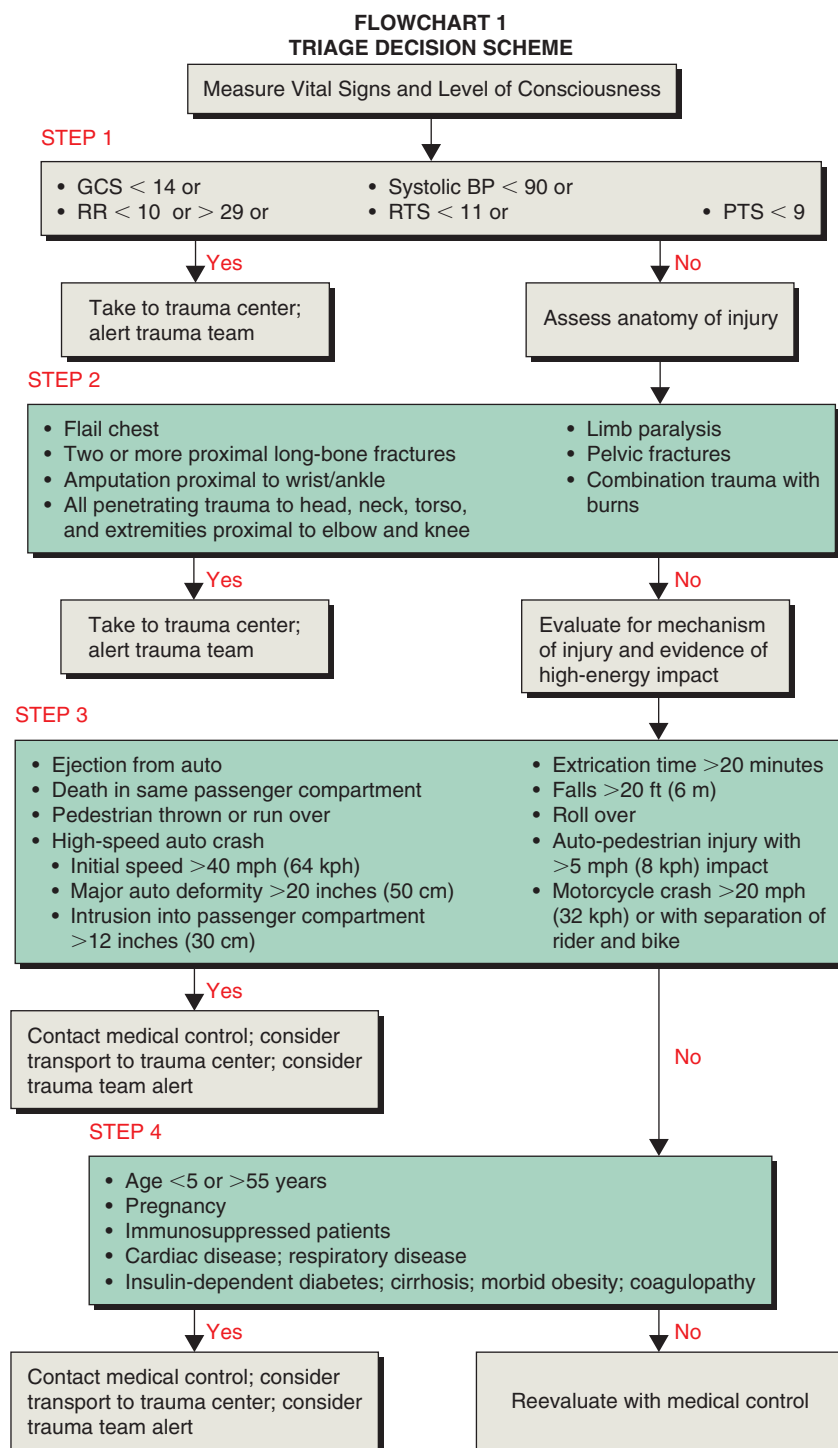 FLOWCHART 1
TRIAGE DECISION SCHEME
Measure Vital Signs and Level of Consciousness
STEP 1
• GCS < 14 or
• RR < 10 or > 29 or
• Systolic BP < 90 or
• RTS < 11 or
• PTS < 9
Yes
No
Take to trauma center;
alert trauma team
Assess anatomy of injury
STEP 2
• Flail chest
• Two or more proximal long-bone fractures
• Amputation proximal to wrist/ankle
• All penetrating trauma to head, neck, torso,
and extremities proximal to elbow and knee
• Limb paralysis
• Pelvic fractures
• Combination trauma with
burns
Yes
No
Take to trauma center;
alert trauma team
Evaluate for mechanism
of injury and evidence of
high-energy impact
STEP 3
• Ejection from auto
• Death in same passenger compartment
• Pedestrian thrown or run over
• High-speed auto crash
• Initial speed >40 mph (64 kph)
• Major auto deformity >20 inches (50 cm)
• Intrusion into passenger compartment
>12 inches (30 cm)
• Extrication time >20 minutes
• Falls >20 ft (6 m)
• Roll over
• Auto-pedestrian injury with
>5 mph (8 kph) impact
• Motorcycle crash >20 mph
(32 kph) or with separation of
rider and bike
Yes
No
Contact medical control; consider
transport to trauma center; consider
trauma team alert
STEP 4
• Age <5 or >55 years
• Pregnancy
• Immunosuppressed patients
• Cardiac disease; respiratory disease
• Insulin-dependent diabetes; cirrhosis; morbid obesity; coagulopathy
Yes
No
Contact medical control; consider
transport to trauma center; consider
trauma team alert
Reevaluate with medical control